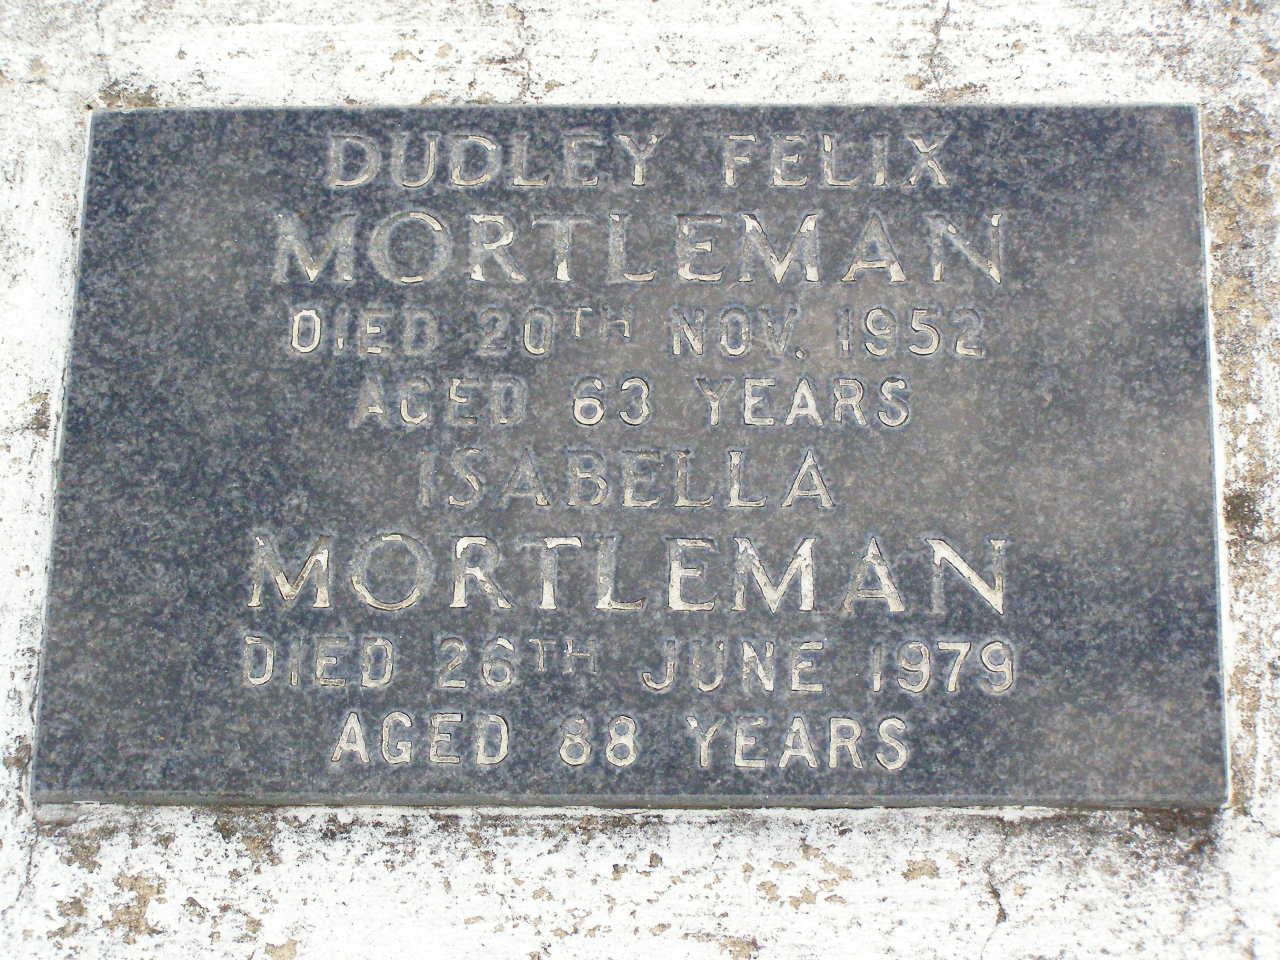 DUDLEY FELIX
MORTLEMAN
DIED 20TH NOV. 1952
AGED 63 YEARS
ISABELLA
MORTLEMAN
DIED 26TH JUNE 1979
AGED 88 YEARS